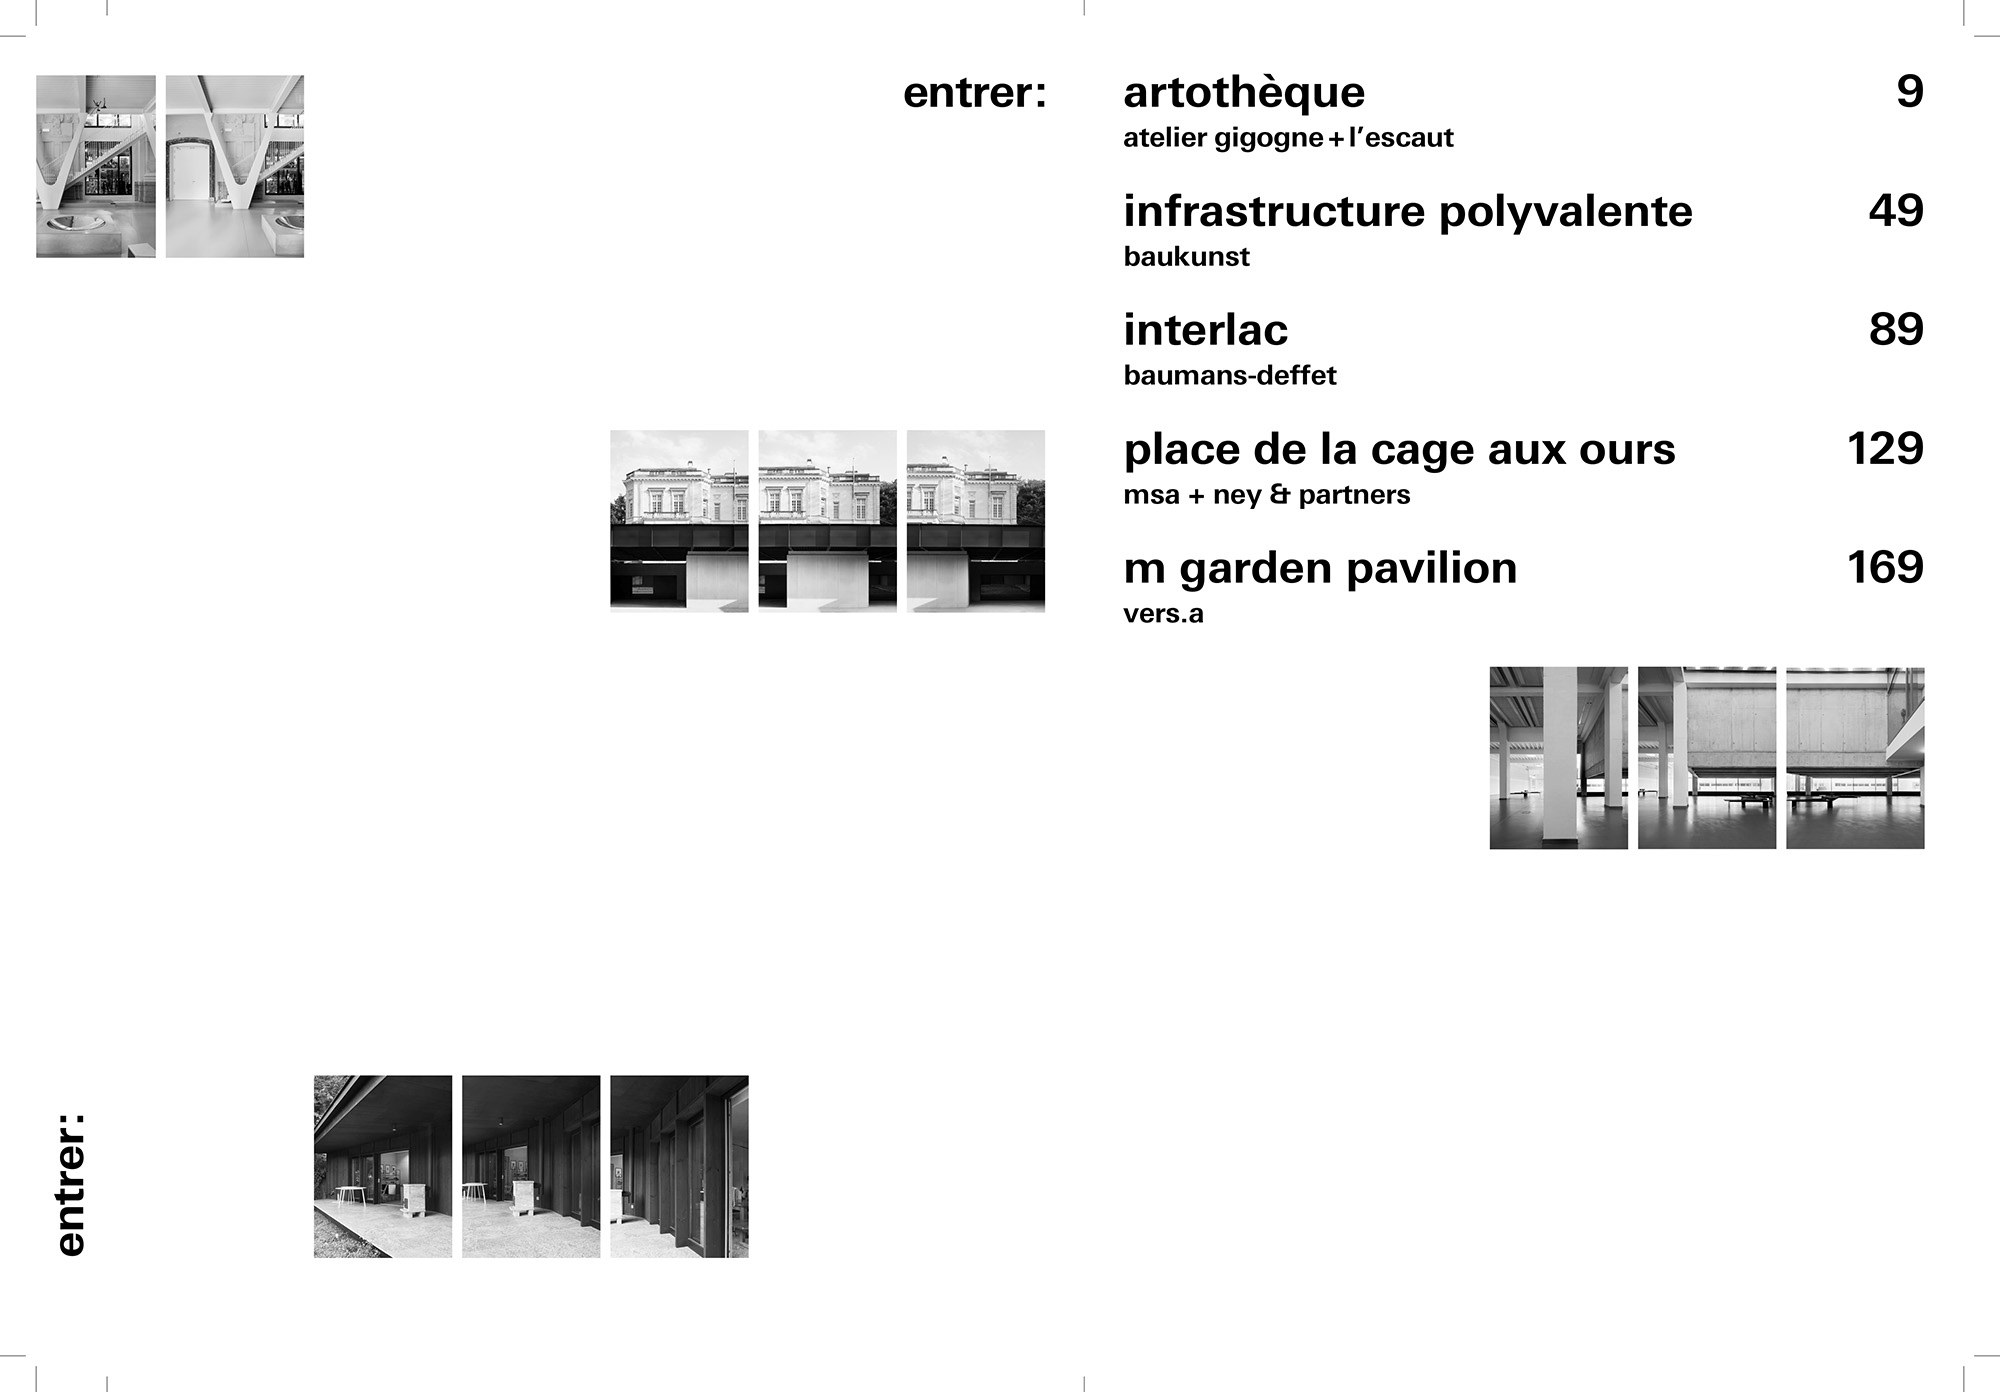 entrer:
artothèque 9
atelier gigogne + l’escaut
infrastructure polyvalente 49
baukunst
interlac 89
baumans-deffet
place de la cage aux ours 129
msa + ney & partners
m garden pavilion 169
vers.a
entrer: